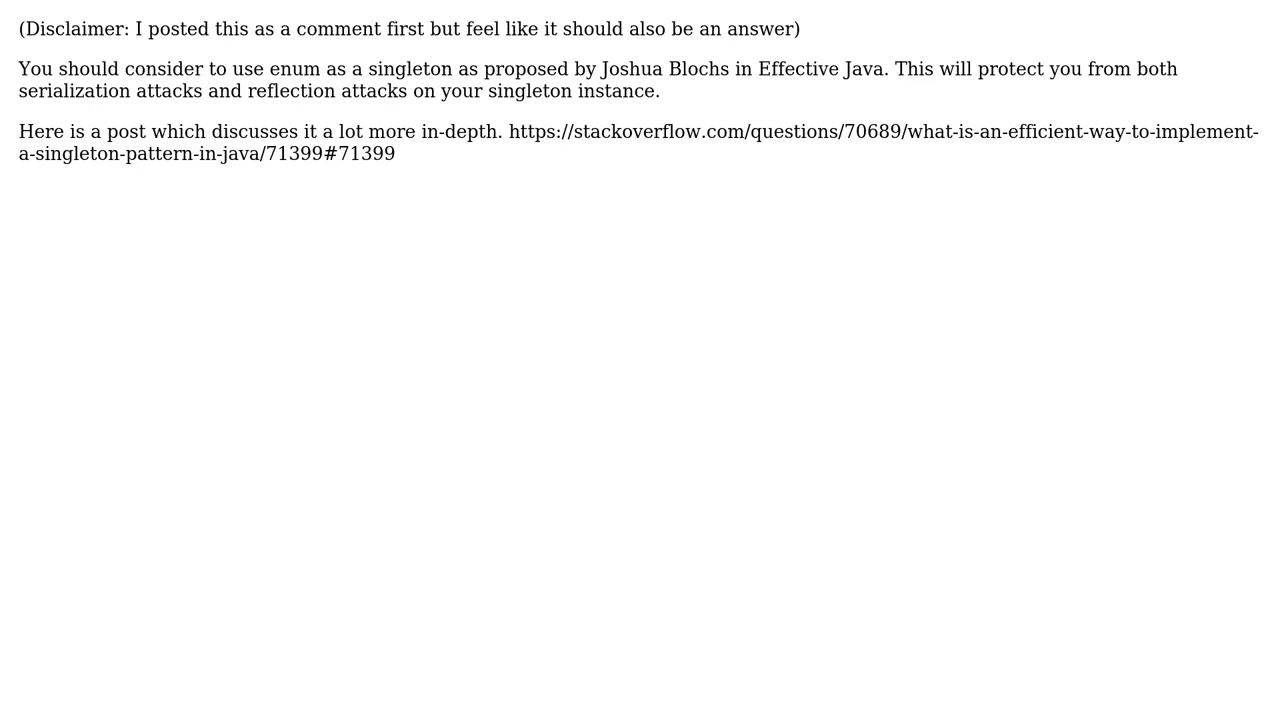 (Disclaimer: I posted this as a comment first but feel like it should also be an answer)
You should consider to use enum as a singleton as proposed by Joshua Blochs in Effective Java. This will protect you from both
serialization attacks and reflection attacks on your singleton instance.
Here is a post which discusses it a lot more in-depth. https://stackoverflow.com/questions/70689/what-is-an-efficient-way-to-implement-
a-singleton-pattern-in-java/71399#71399